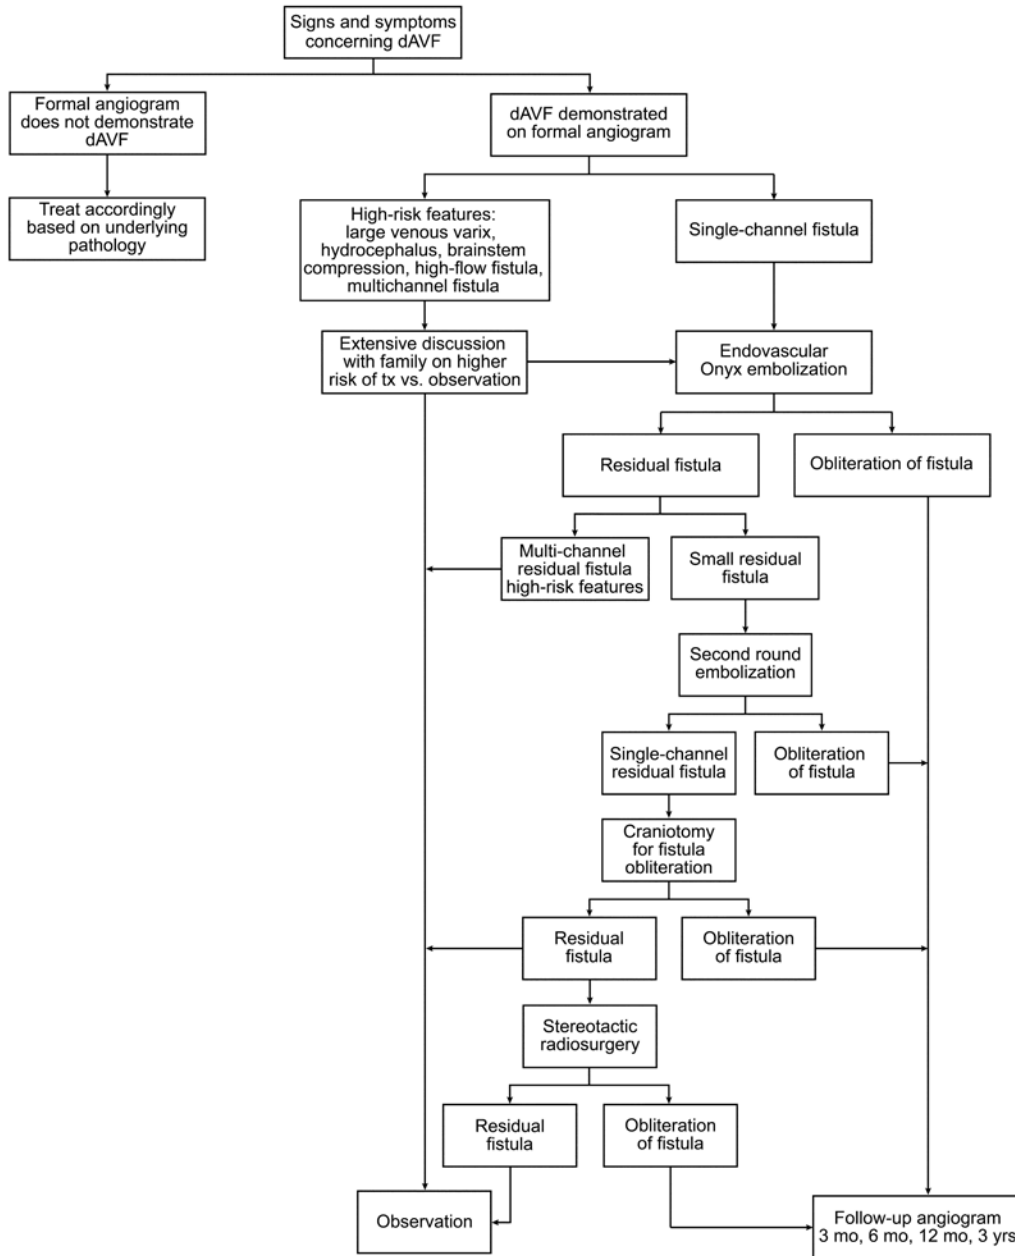 Signs and symptoms
concerning dAVF
Formal angiogram
does not demonstrate
dAVF
dAVF demonstrated
on formal angiogram
Treat accordingly
based on underlying
pathology
High-risk features:
large venous varix,
hydrocephalus, brainstem
compression, high-flow fistula,
multichannel fistula
Single-channel fistula
Extensive discussion
with family on higher
risk of tx vs. observation
Endovascular
Onyx embolization
Residual fistula
Obliteration of fistula
Multi-channel
residual fistula
high-risk features
Small residual
fistula
Second round
embolization
Single-channel
residual fistula
Obliteration
of fistula
Craniotomy
for fistula
obliteration
Residual
fistula
Obliteration
of fistula
Stereotactic
radiosurgery
Residual
fistula
Obliteration
of fistula
Observation
Follow-up angiogram
3 mo, 6 mo, 12 mo, 3 yrs